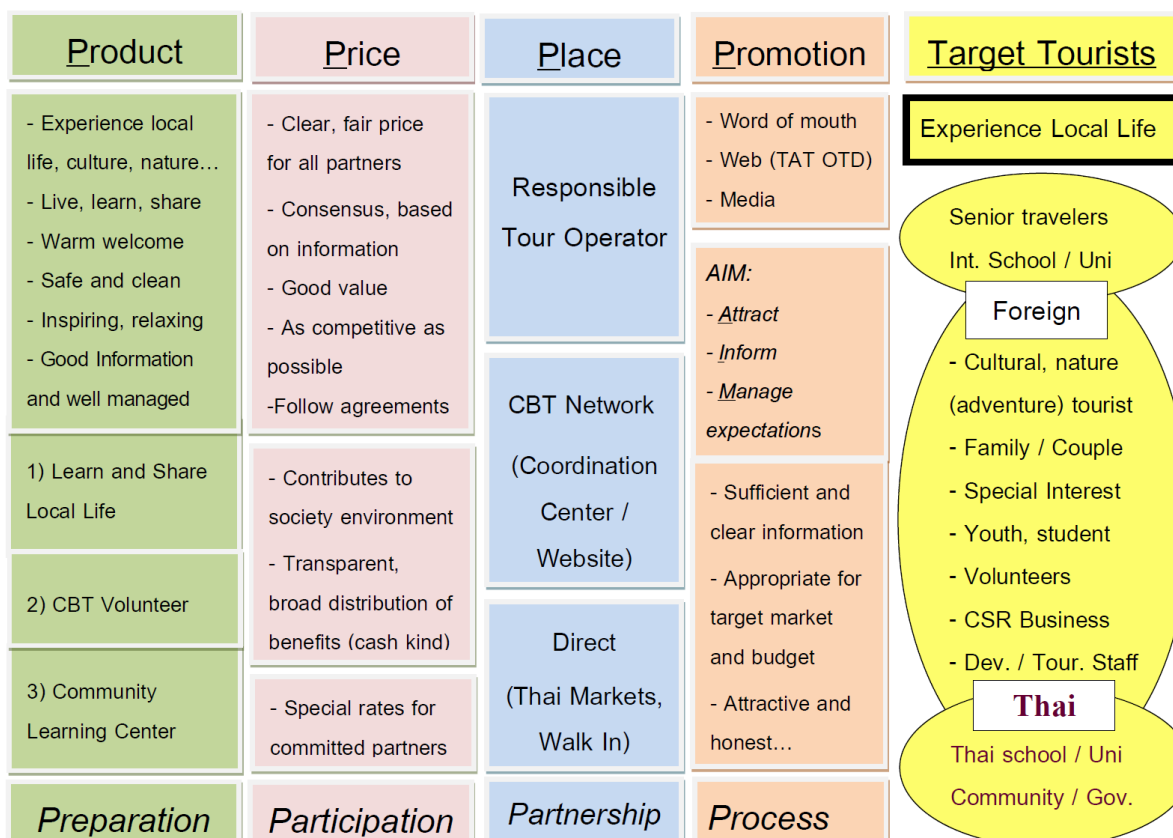 Product
- Experience local
life, culture, nature…
- Live, learn, share
- Warm welcome
- Safe and clean
- Inspiring, relaxing
- Good Information
and well managed
1) Learn and Share
Local Life
2) CBT Volunteer
3) Community
Learning Center
Preparation
Price
- Clear, fair price
for all partners
- Consensus, based
on information
- Good value
- As competitive as
possible
-Follow agreements
- Contributes to
society environment
- Transparent,
broad distribution of
benefits (cash kind)
- Special rates for
committed partners
Participation
Place
Responsible
Tour Operator
CBT Network
(Coordination
Center /
Website)
Direct
(Thai Markets,
Walk In)
Partnership
Promotion
- Word of mouth
- Web (TAT OTD)
- Media
AIM:
- Attract
- Inform
- Manage
expectations
- Sufficient and
clear information
- Appropriate for
target market
and budget
- Attractive and
honest…
Process
Target Tourists
Experience Local Life
Senior travelers
Int. School / Uni
Foreign
- Cultural, nature
(adventure) tourist
- Family / Couple
- Special Interest
- Youth, student
- Volunteers
- CSR Business
- Dev. / Tour. Staff
Thai
Thai school / Uni
Community / Gov.